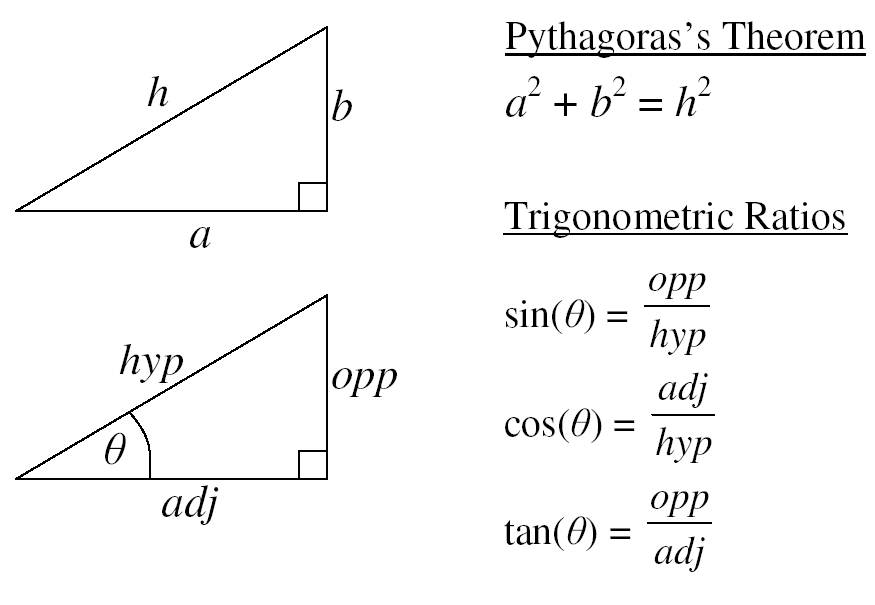 h
b
a
Pythagoras's Theorem
a² + b² = h²
Trigonometric Ratios
hyp
opp
θ
adj
sin(θ) = opp/hyp
cos(θ) = adj/hyp
tan(θ) = opp/adj